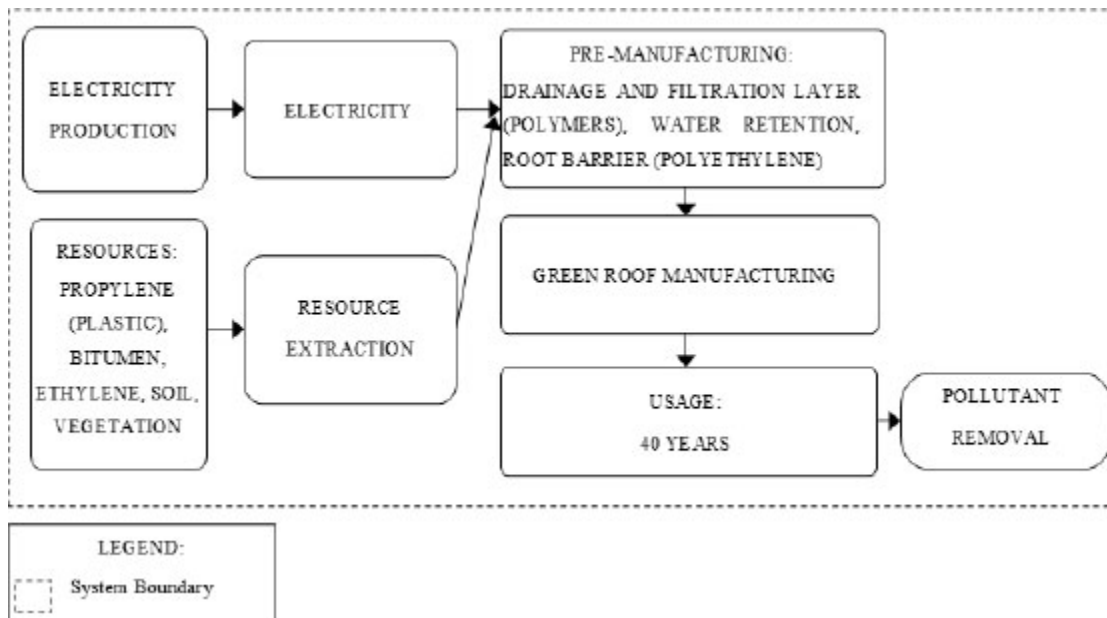 ELECTRICITY
PRODUCTION
ELECTRICITY
PRE-MANUFACTURING:
DRAINAGE AND FILTRATION LAYER
(POLYMERS), WATER RETENTION,
ROOT BARRIER (POLYETHYLENE)
RESOURCES:
PROPYLENE
(PLASTIC),
BITUMEN,
ETHYLENE, SOIL,
VEGETATION
RESOURCE
EXTRACTION
GREEN ROOF MANUFACTURING
USAGE:
40 YEARS
POLLUTANT
REMOVAL
LEGEND:
System Boundary